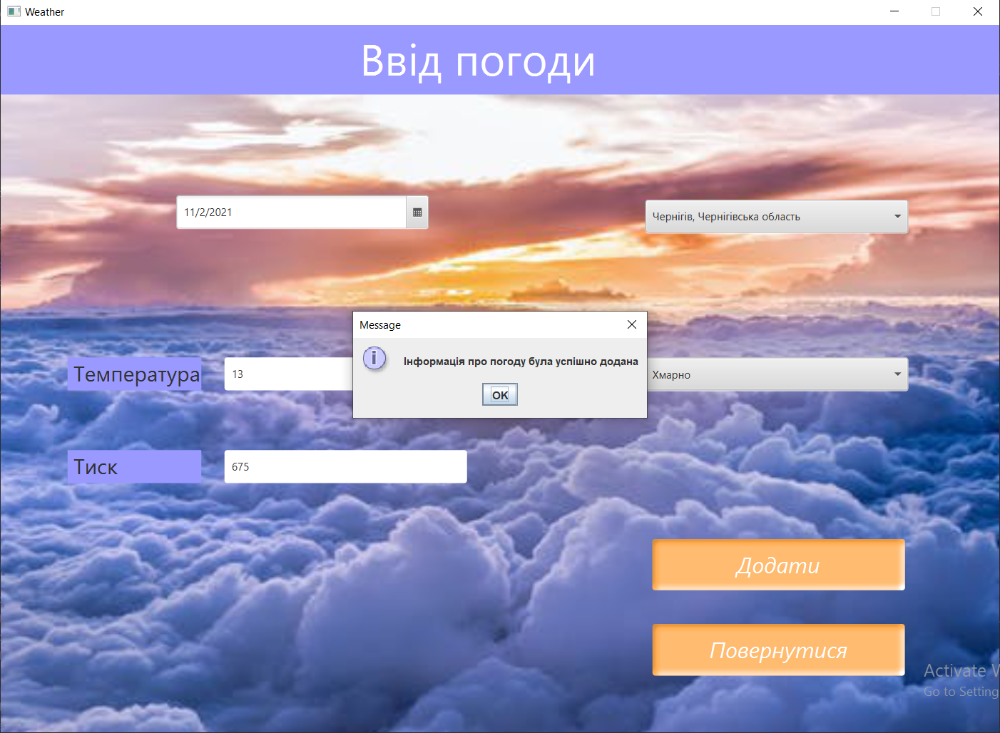 Weather
Ввід погоди
11/2/2021
Чернігів, Чернігівська область
Message
Інформація про погоду була успішно додана
OK
Температура
13
Хмарно
Тиск
675
Додати
Повернутися
Activate W
Go to Setting